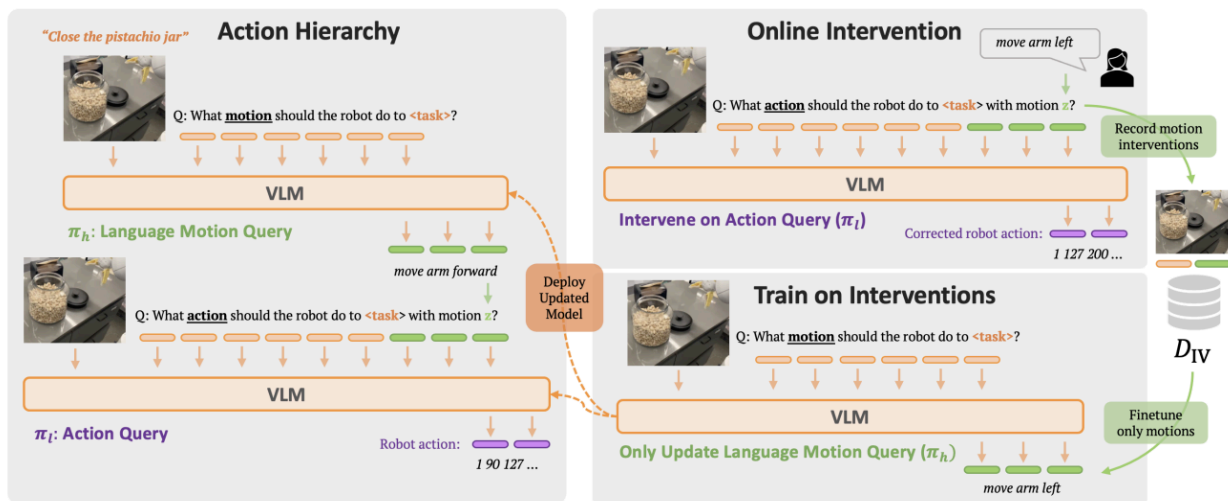 Action Hierarchy
"Close the pistachio jar"
Q: What motion should the robot do to <task>?
VLM
πh: Language Motion Query
move arm forward
Q: What action should the robot do to <task> with motion z?
VLM
πl: Action Query
Robot action:
1 90 127 ...
Deploy
Updated
Model
Online Intervention
move arm left
Q: What action should the robot do to <task> with motion z?
VLM
Intervene on Action Query (πl)
Corrected robot action:
1 127 200 ...
Record motion
interventions
DIV
Train on Interventions
Q: What motion should the robot do to <task>?
VLM
Only Update Language Motion Query (πh)
move arm left
Finetune
only motions